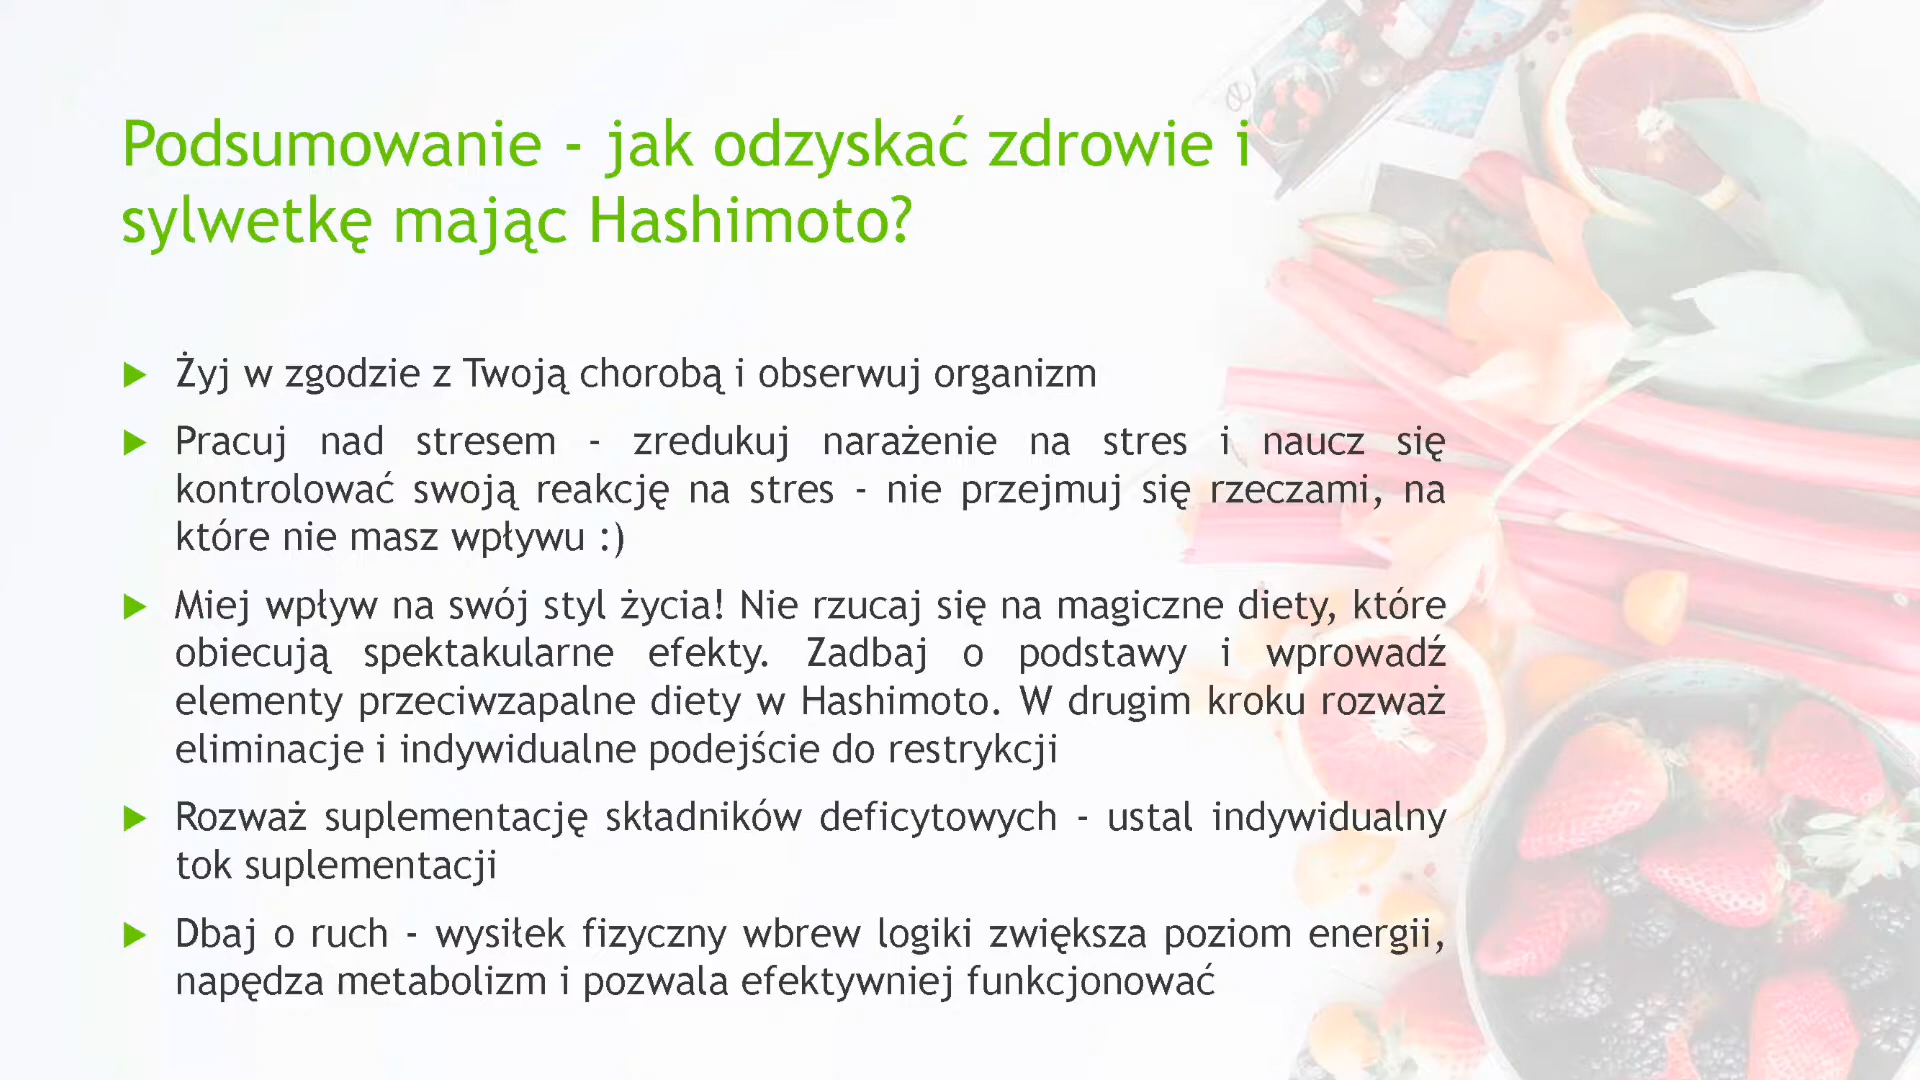 Podsumowanie - jak odzyskać zdrowie i
sylwetkę mając Hashimoto?
Żyj w zgodzie z Twoją chorobą i obserwuj organizm
Pracuj nad stresem - zredukuj narażenie na stres i naucz się
kontrolować swoją reakcję na stres - nie przejmuj się rzeczami, na
które nie masz wpływu :)
Miej wpływ na swój styl życia! Nie rzucaj się na magiczne diety, które
obiecują spektakularne efekty. Zadbaj o podstawy i wprowadź
elementy przeciwzapalne diety w Hashimoto. W drugim kroku rozważ
eliminacje i indywidualne podejście do restrykcji
Rozważ suplementację składników deficytowych - ustal indywidualny
tok suplementacji
Dbaj o ruch - wysiłek fizyczny wbrew logiki zwiększa poziom energii,
napędza metabolizm i pozwala efektywniej funkcjonować